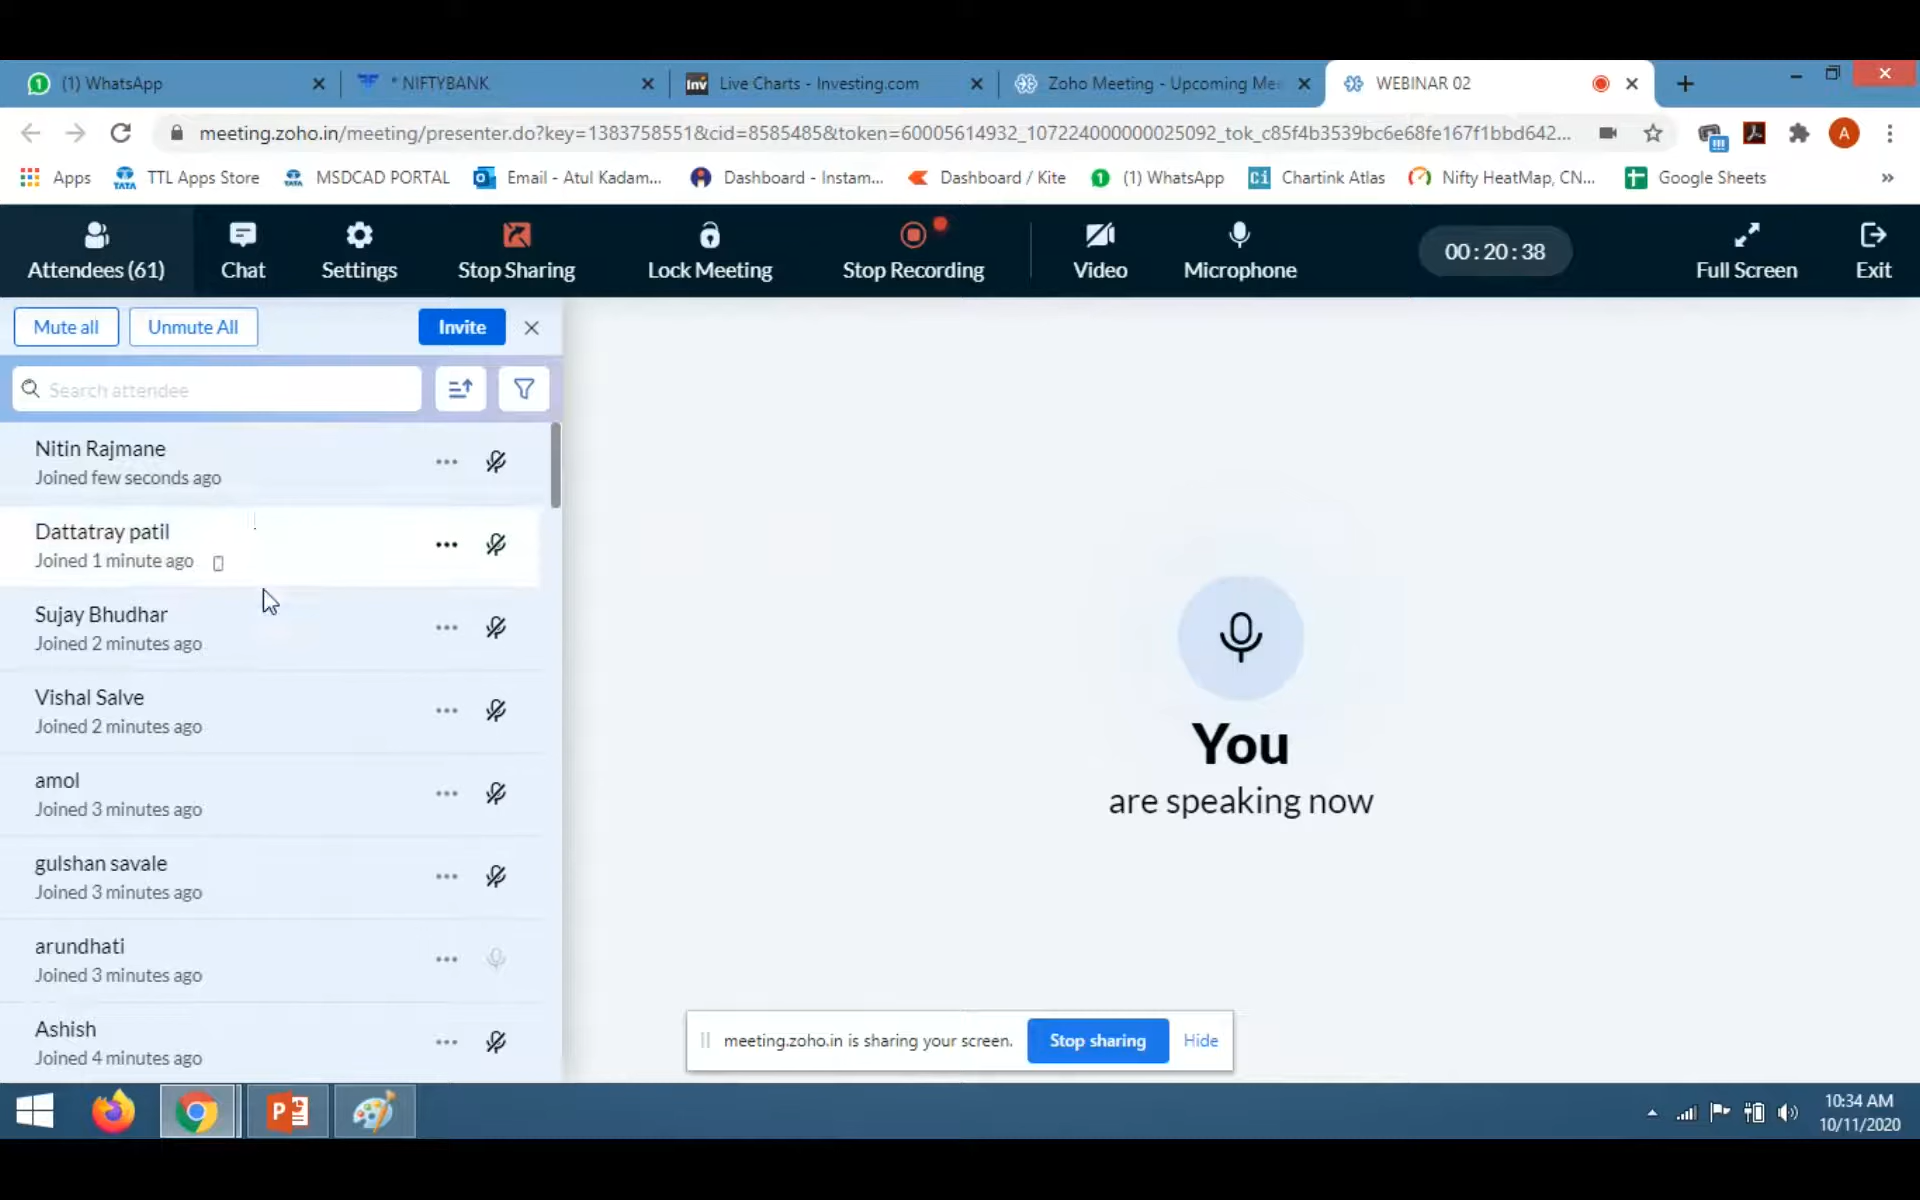 (1) WhatsApp
* NIFTYBANK
Live Charts - Investing.com
Zoho Meeting - Upcoming Me
WEBINAR 02
meeting.zoho.in/meeting/presenter.do?key=1383758551&cid=8585485&token=60005614932_107224000000025092_tok_c85f4b3539bc6e68fe167f1bbd642...
A
Apps
TTL Apps Store
MSDCAD PORTAL
Email - Atul Kadam...
Dashboard - Instam...
Dashboard / Kite
(1) WhatsApp
Chartink Atlas
Nifty HeatMap, CN...
Google Sheets
»
Attendees (61)
Chat
Settings
Stop Sharing
Lock Meeting
Stop Recording
Video
Microphone
00:20:38
Full Screen
Exit
Mute all
Unmute All
Invite
Search attendee
Nitin Rajmane
Joined few seconds ago
Dattatray patil
Joined 1 minute ago
Sujay Bhudhar
Joined 2 minutes ago
Vishal Salve
Joined 2 minutes ago
amol
Joined 3 minutes ago
gulshan savale
Joined 3 minutes ago
arundhati
Joined 3 minutes ago
Ashish
Joined 4 minutes ago
You
are speaking now
meeting.zoho.in is sharing your screen.
Stop sharing
Hide
10:34 AM
10/11/2020